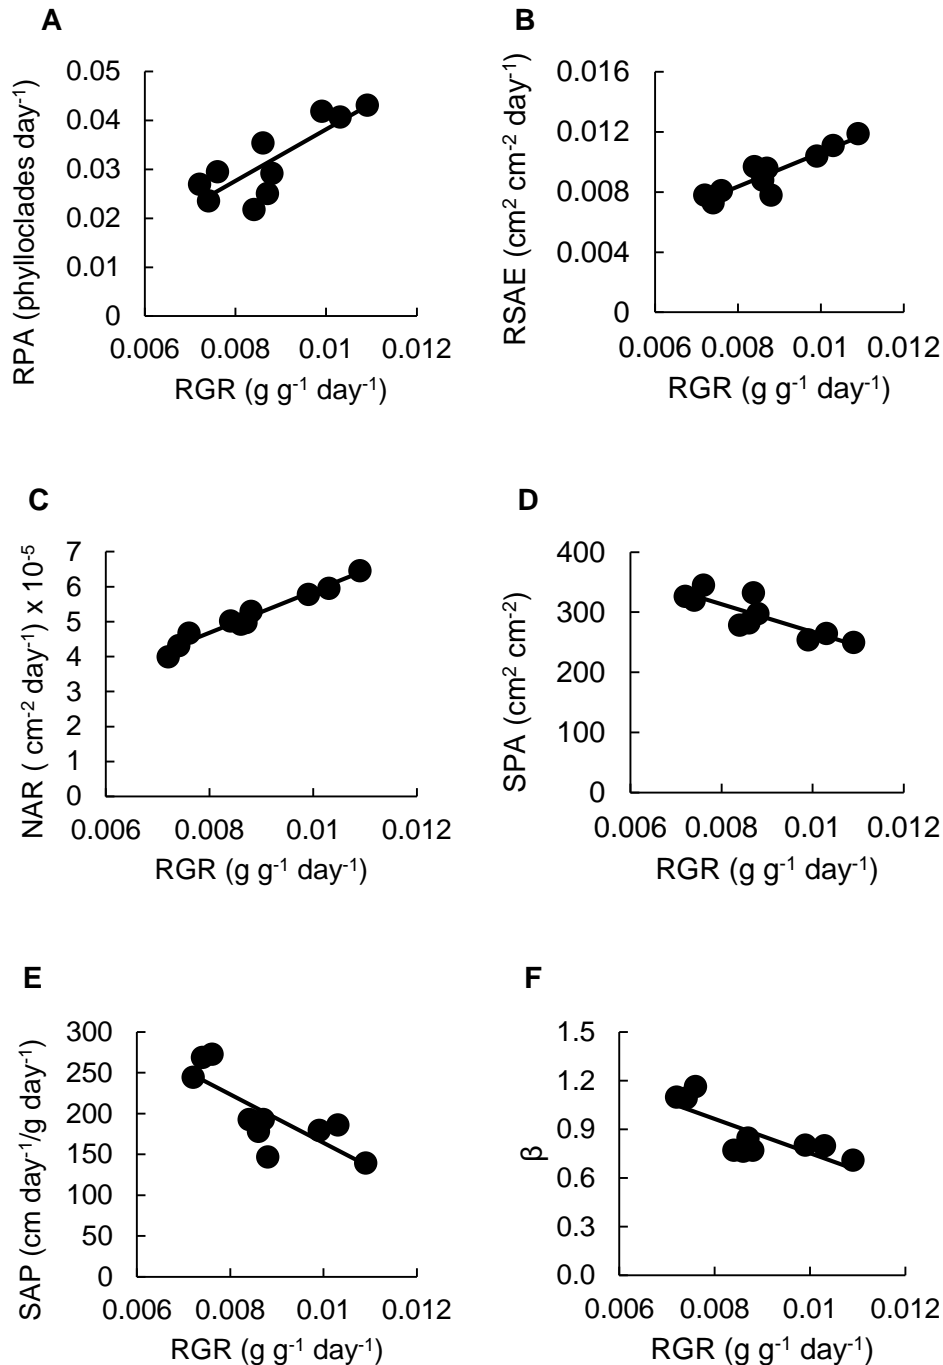 A
RPA (phylloclades day-1)
0.05
0.04
0.03
0.02
0.01
0
0.006 0.008 0.01 0.012
RGR (g g-1 day-1)
B
RSAE (cm2 cm-2 day-1)
0.016
0.012
0.008
0.004
0
0.006 0.008 0.01 0.012
RGR (g g-1 day-1)
C
NAR ( cm-2 day-1) x 10-5
7
6
5
4
3
2
1
0
0.006 0.008 0.01 0.012
RGR (g g-1 day-1)
D
SPA (cm2 cm-2)
400
300
200
100
0
0.006 0.008 0.01 0.012
RGR (g g-1 day-1)
E
SAP (cm day-1/g day-1)
300
250
200
150
100
50
0
0.006 0.008 0.01 0.012
RGR (g g-1 day-1)
F
β
1.5
1.2
0.9
0.6
0.3
0.0
0.006 0.008 0.01 0.012
RGR (g g-1 day-1)